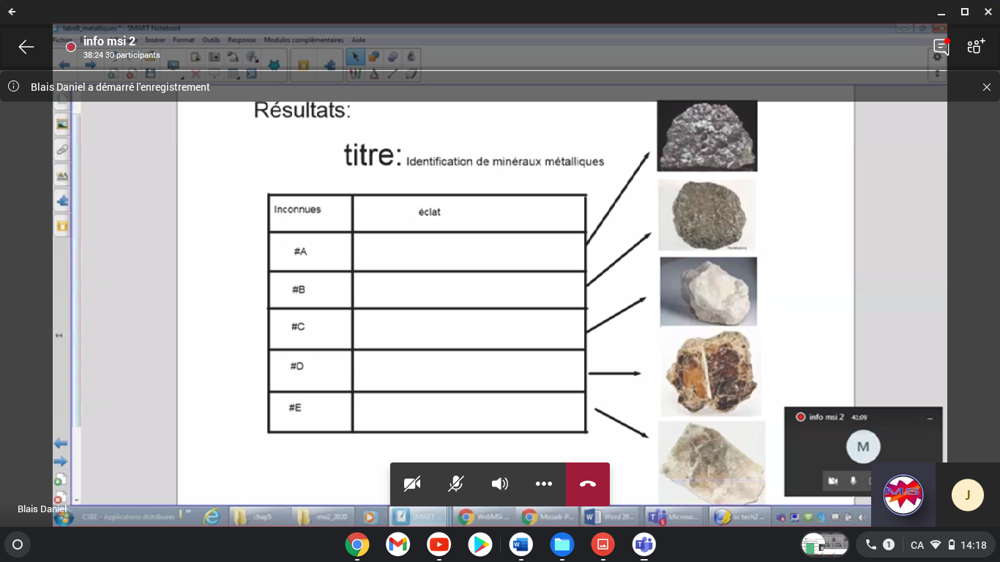 labo9_metalliques * - SMART Notebook
Fichier Insérer Format Outils Response Modules complémentaires Aide
info msi 2
38:24 30 participants
Blais Daniel a démarré l'enregistrement
Résultats:
titre: Identification de minéraux métalliques
Inconnues éclat
#A
#B
#C
#D
#E
info msi 2 41:09
M
MS
J
Blais Daniel
CSBE - Applications distribuées
chap5
msi2_2020
SMART ...
WebMSi ...
Mosaik-P...
Word 20...
Microso...
sc tech2 ...
1
CA 14:18